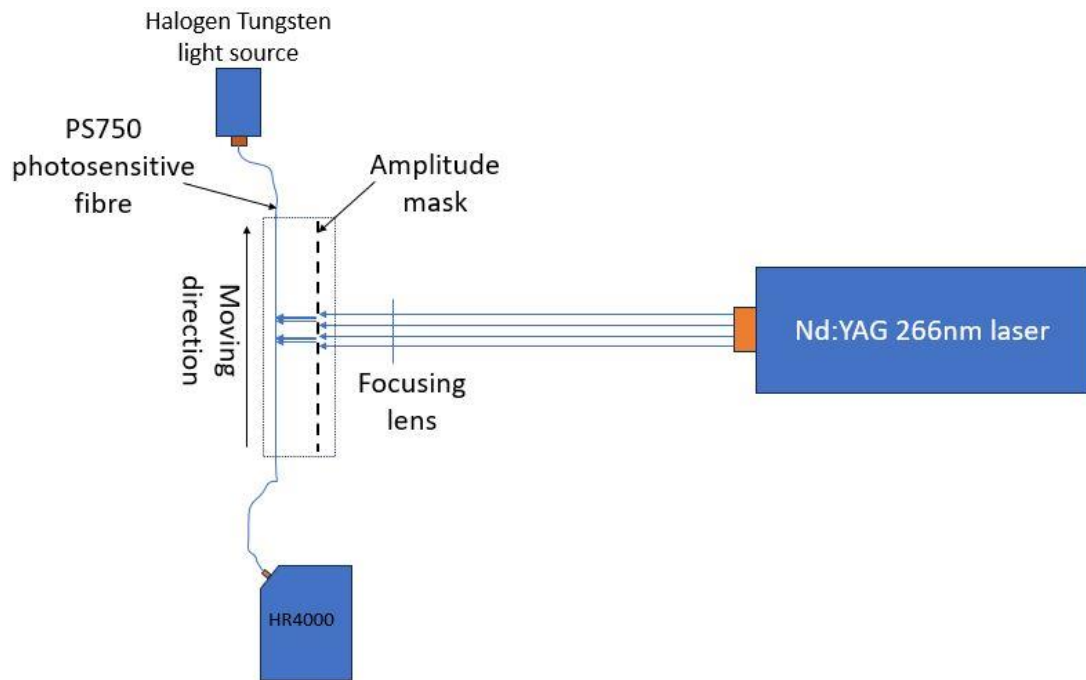 Halogen Tungsten
light source
PS750
photosensitive
fibre
Amplitude
mask
Moving
direction
Nd:YAG 266nm laser
Focusing
lens
HR4000